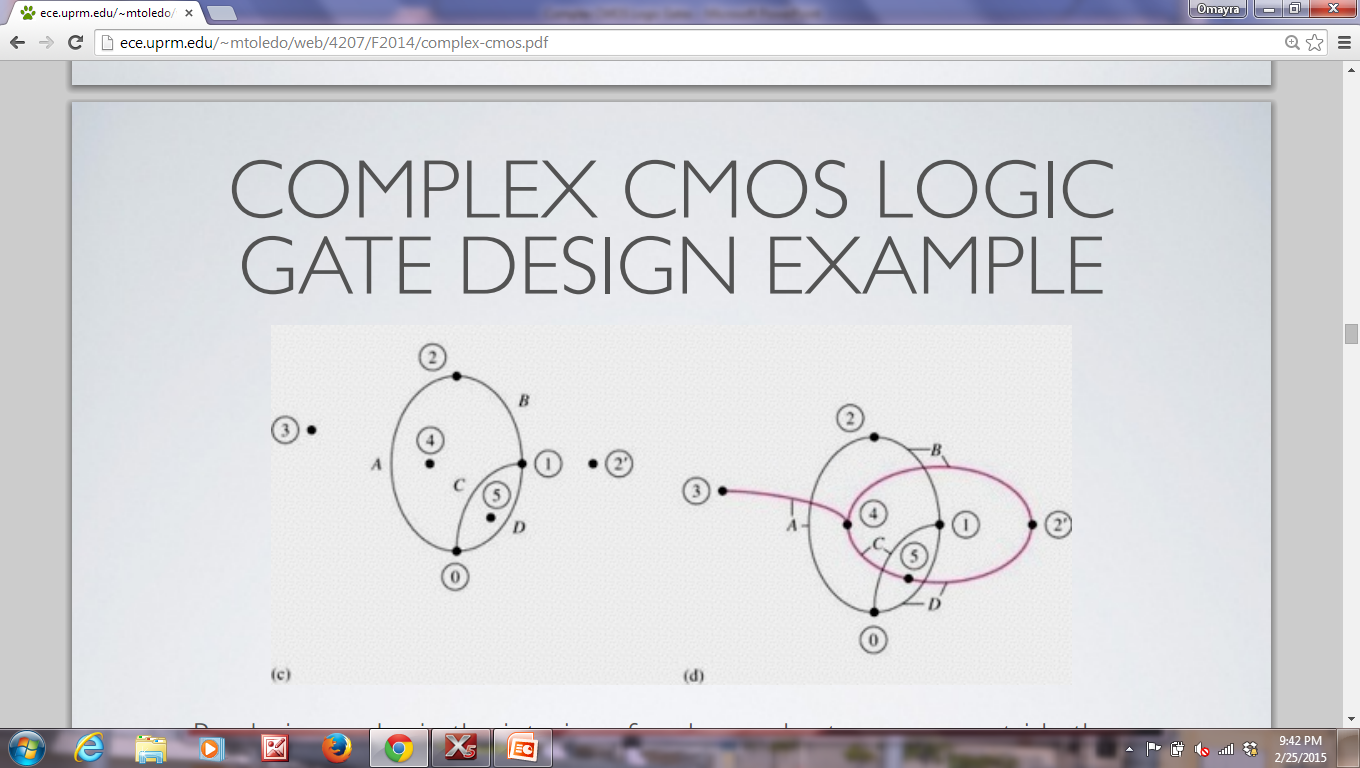 ece.uprm.edu/~mtoledo/
Omayra
ece.uprm.edu/~mtoledo/web/4207/F2014/complex-cmos.pdf
COMPLEX CMOS LOGIC
GATE DESIGN EXAMPLE
2
B
3
4
A
1
2'
C
5
D
0
(c)
2
B
3
4
A
1
2'
C
5
D
0
(d)
9:42 PM
2/25/2015